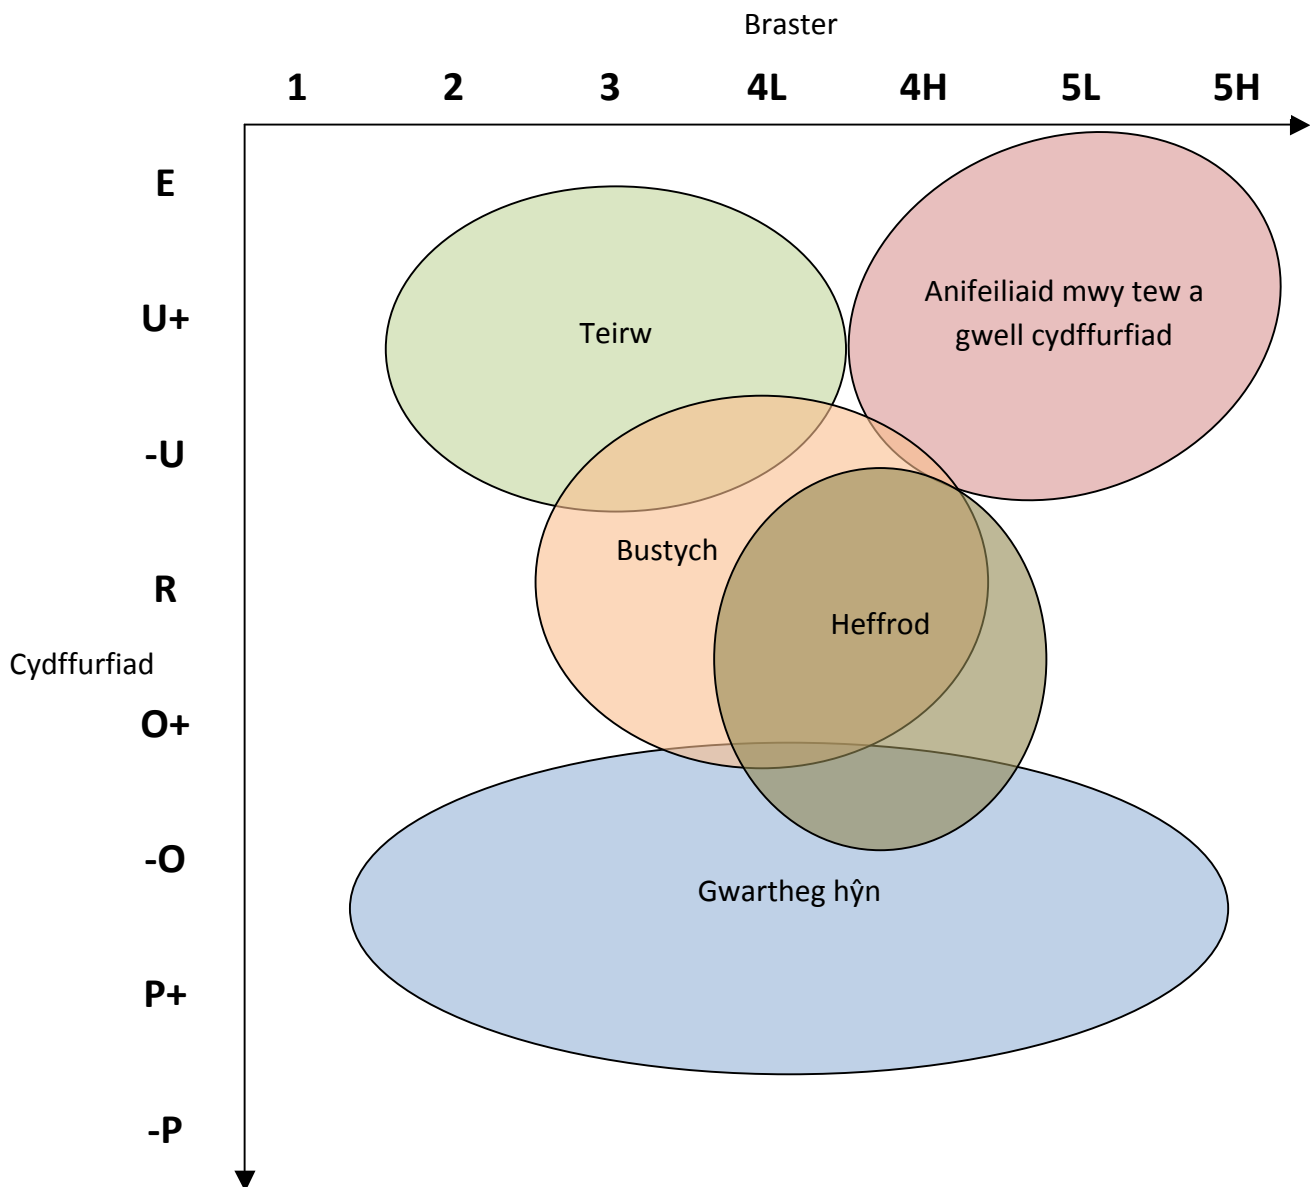 Braster
1 2 3 4L 4H 5L 5H
E
Anifeiliaid mwy tew a
gwell cydffurfiad
U+
Teirw
-U
Bustych
R
Heffrod
Cydffurfiad
O+
-O
Gwartheg hŷn
P+
-P